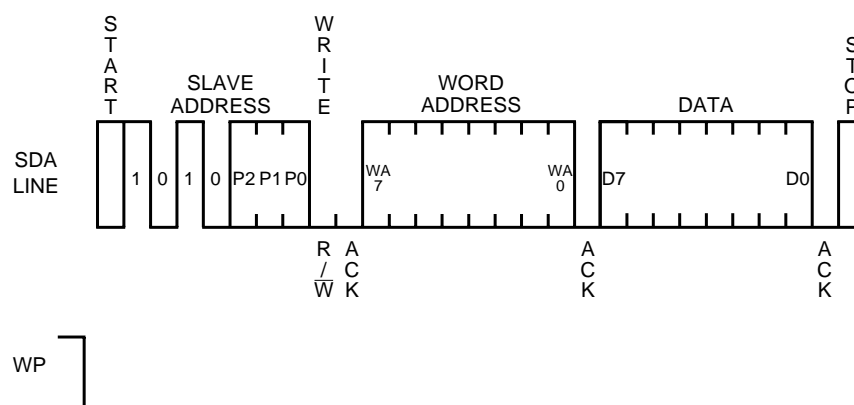 START
WRITE
STOP
SLAVE
ADDRESS
WORD
ADDRESS
DATA
SDA
LINE
1 0 1 0 P2 P1 P0
WA
7
WA
0
D7
D0
R
/
W
ACK
ACK
ACK
WP